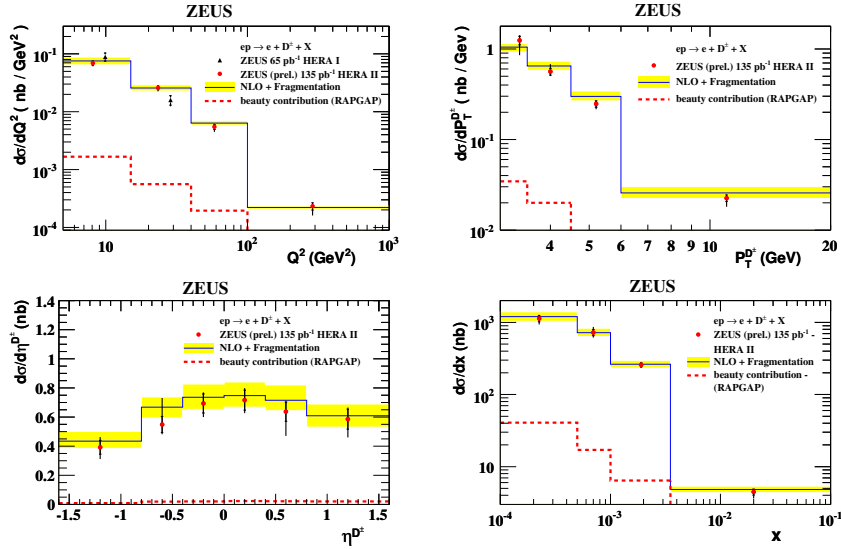 ZEUS
dσ/dQ² ( nb / GeV² )
ep → e + D± + X
ZEUS 65 pb⁻¹ HERA I
ZEUS (prel.) 135 pb⁻¹ HERA II
NLO + Fragmentation
beauty contribution (RAPGAP)
10⁻¹
10⁻²
10⁻³
10⁻⁴
10 10² 10³
Q² (GeV²)
ZEUS
dσ/dP_T^D± ( nb / GeV )
ep → e + D± + X
ZEUS 65 pb⁻¹ HERA I
ZEUS (prel.) 135 pb⁻¹ HERA II
NLO + Fragmentation
beauty contribution (RAPGAP)
1
10⁻¹
10⁻²
4 5 6 7 8 9 10 20
P_T^D± (GeV)
ZEUS
dσ/dη^D± (nb)
ep → e + D± + X
ZEUS (prel.) 135 pb⁻¹ HERA II
NLO + Fragmentation
beauty contribution (RAPGAP)
1.4
1.2
1
0.8
0.6
0.4
0.2
0
-1.5 -1 -0.5 0 0.5 1 1.5
η^D±
ZEUS
dσ/dx (nb)
ep → e + D± + X
ZEUS (prel.) 135 pb⁻¹ -
HERA II
NLO + Fragmentation
beauty contribution -
(RAPGAP)
10³
10²
10
10⁻⁴ 10⁻³ 10⁻² 10⁻¹
x